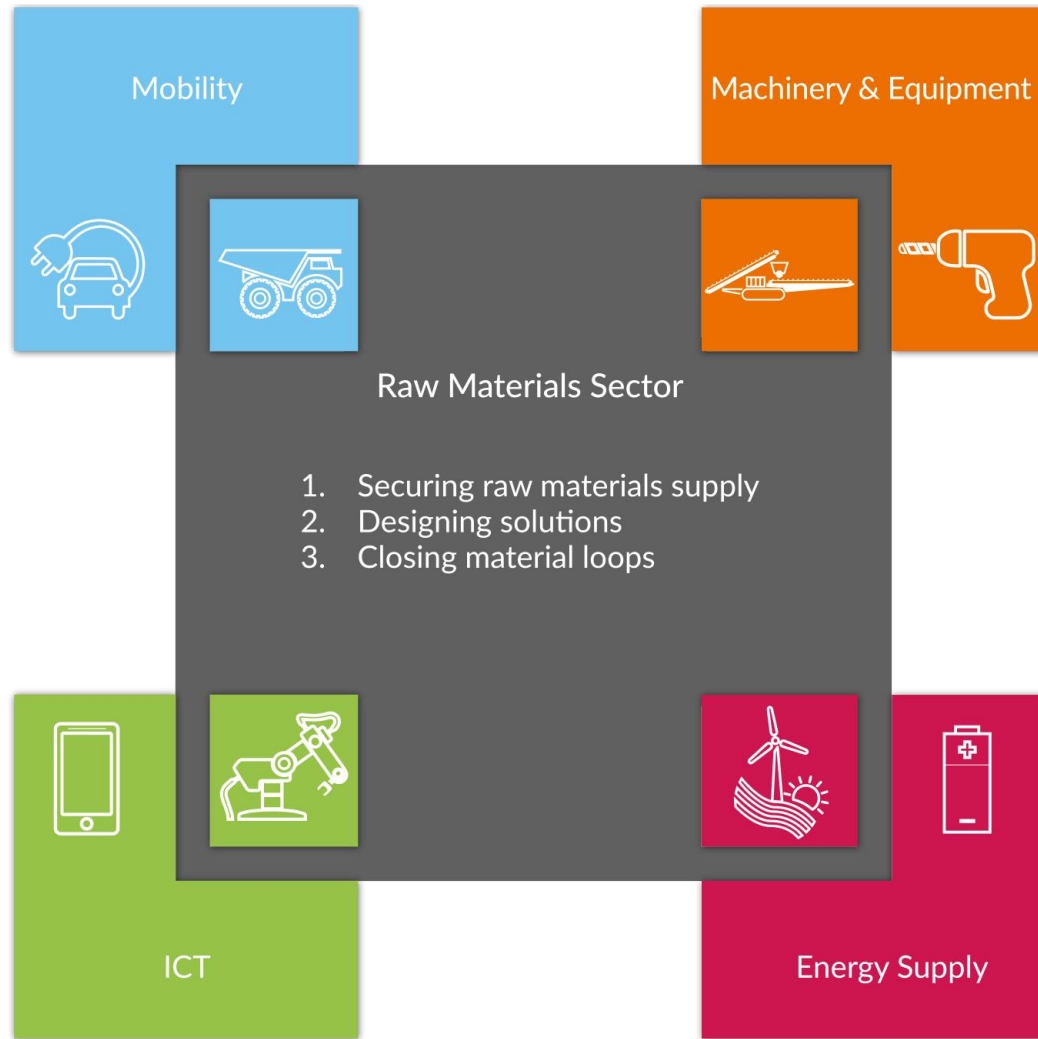 Mobility
Machinery & Equipment
Raw Materials Sector
1. Securing raw materials supply
2. Designing solutions
3. Closing material loops
ICT
Energy Supply